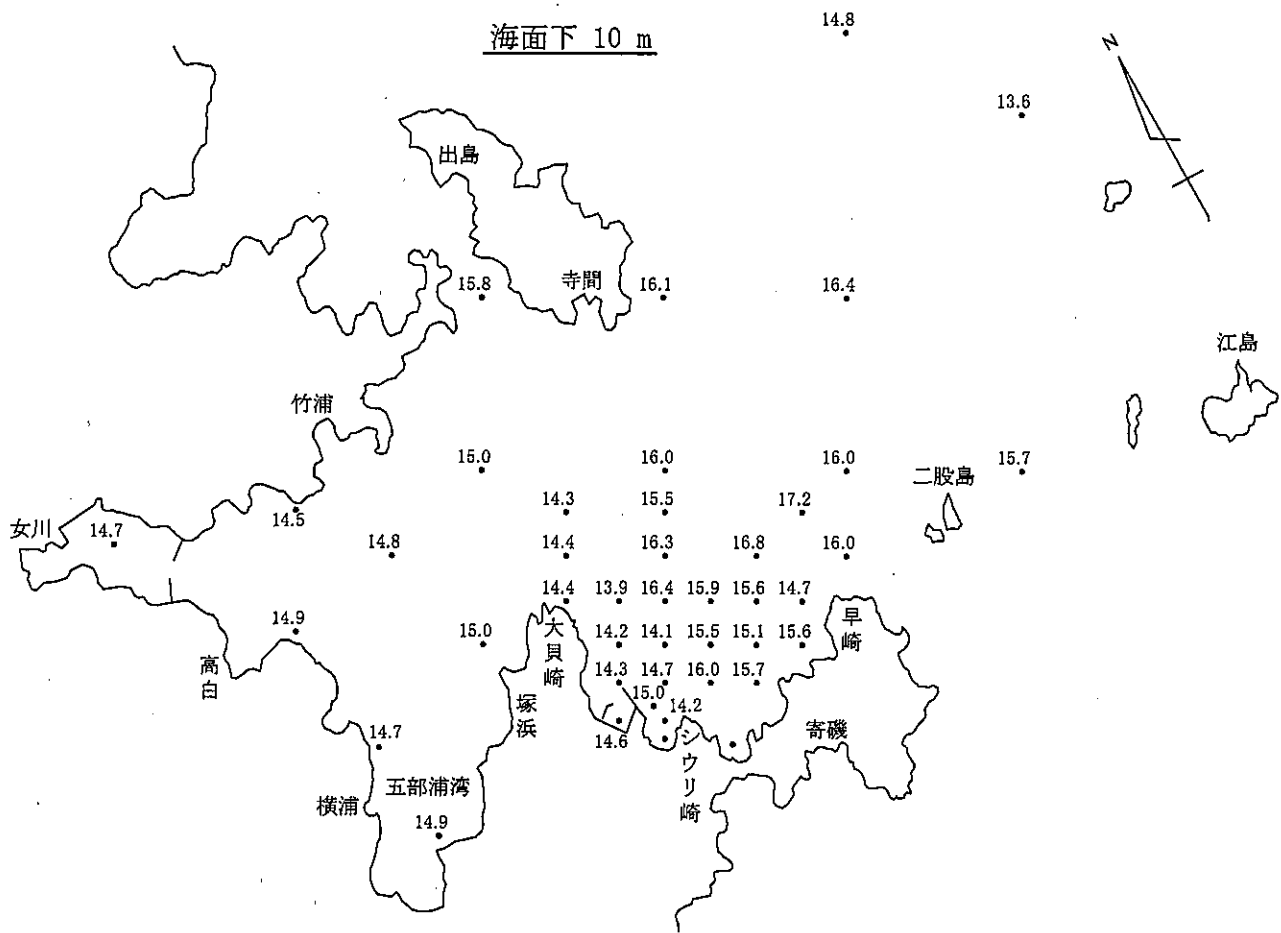 海面下 10 m
14.8
N
13.6
出島
寺間
15.8
16.1
16.4
江島
竹浦
15.0
16.0
16.0
15.7
二股島
14.3
15.5
17.2
女川
14.7
14.5
14.8
14.4
16.3
16.8
16.0
14.4
13.9
16.4
15.9
15.6
14.7
14.9
15.0
大貝崎
14.2
14.1
15.5
15.1
15.6
早崎
高白
14.3
14.7
16.0
15.7
塚浜
15.0
14.2
14.6
シウリ崎
寄磯
14.7
五部浦湾
横浦
14.9